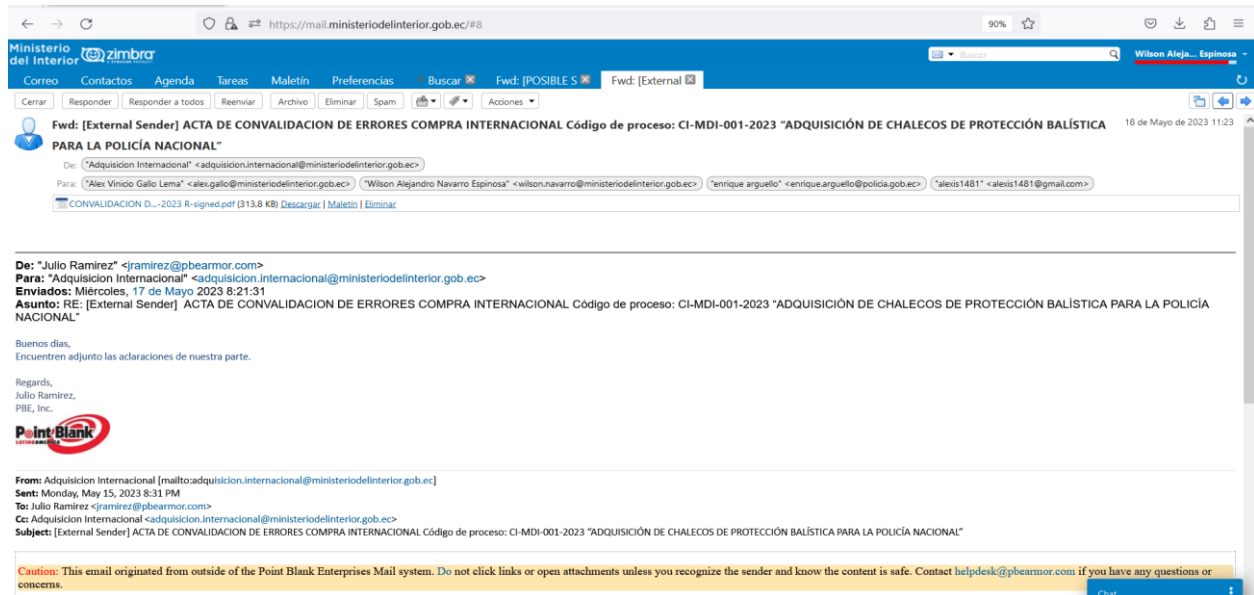 https://mail.ministeriodelinterior.gob.ec/#8
90%
Ministerio
del Interior
zimbra
Buscar
Wilson Aleja... Espinosa
Correo Contactos Agenda Tareas Maletín Preferencias Buscar Fwd: [POSIBLE S Fwd: [External
Cerrar Responder Responder a todos Reenviar Archivo Eliminar Spam Acciones
Fwd: [External Sender] ACTA DE CONVALIDACION DE ERRORES COMPRA INTERNACIONAL Código de proceso: CI-MDI-001-2023 “ADQUISICIÓN DE CHALECOS DE PROTECCIÓN BALÍSTICA
18 de Mayo de 2023 11:23
PARA LA POLICÍA NACIONAL”
De: "Adquisicion Internacional" <adquisicion.internacional@ministeriodelinterior.gob.ec>
Para: "Alex Vinicio Gallo Lema" <alex.gallo@ministeriodelinterior.gob.ec> "Wilson Alejandro Navarro Espinosa" <wilson.navarro@ministeriodelinterior.gob.ec> "enrique arguello" <enrique.arguello@policia.gob.ec> "alexis1481" <alexis1481@gmail.com>
CONVALIDACION D...-2023 R-signed.pdf (313,8 KB) Descargar | Maletín | Eliminar
De: "Julio Ramirez" <jramirez@pbearmor.com>
Para: "Adquisicion Internacional" <adquisicion.internacional@ministeriodelinterior.gob.ec>
Enviados: Miércoles, 17 de Mayo 2023 8:21:31
Asunto: RE: [External Sender] ACTA DE CONVALIDACION DE ERRORES COMPRA INTERNACIONAL Código de proceso: CI-MDI-001-2023 “ADQUISICIÓN DE CHALECOS DE PROTECCIÓN BALÍSTICA PARA LA POLICÍA
NACIONAL”
Buenos dias,
Encuentren adjunto las aclaraciones de nuestra parte.
Regards,
Julio Ramirez,
PBE, Inc.
Point Blank
LATINOAMERICA
From: Adquisicion Internacional [mailto:adquisicion.internacional@ministeriodelinterior.gob.ec]
Sent: Monday, May 15, 2023 8:31 PM
To: Julio Ramirez <jramirez@pbearmor.com>
Cc: Adquisicion Internacional <adquisicion.internacional@ministeriodelinterior.gob.ec>
Subject: [External Sender] ACTA DE CONVALIDACION DE ERRORES COMPRA INTERNACIONAL Código de proceso: CI-MDI-001-2023 “ADQUISICIÓN DE CHALECOS DE PROTECCIÓN BALÍSTICA PARA LA POLICÍA NACIONAL”
Caution: This email originated from outside of the Point Blank Enterprises Mail system. Do not click links or open attachments unless you recognize the sender and know the content is safe. Contact helpdesk@pbearmor.com if you have any questions or
concerns.
Chat